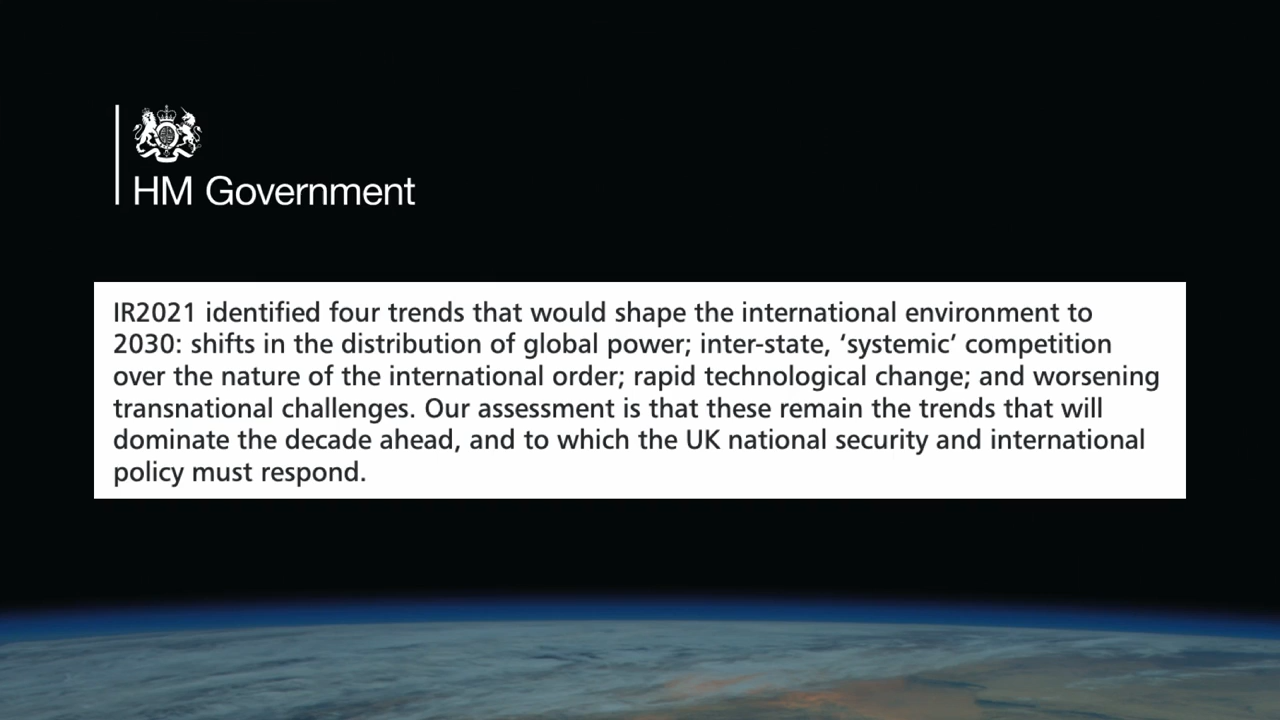 HM Government
IR2021 identified four trends that would shape the international environment to
2030: shifts in the distribution of global power; inter-state, ‘systemic’ competition
over the nature of the international order; rapid technological change; and worsening
transnational challenges. Our assessment is that these remain the trends that will
dominate the decade ahead, and to which the UK national security and international
policy must respond.